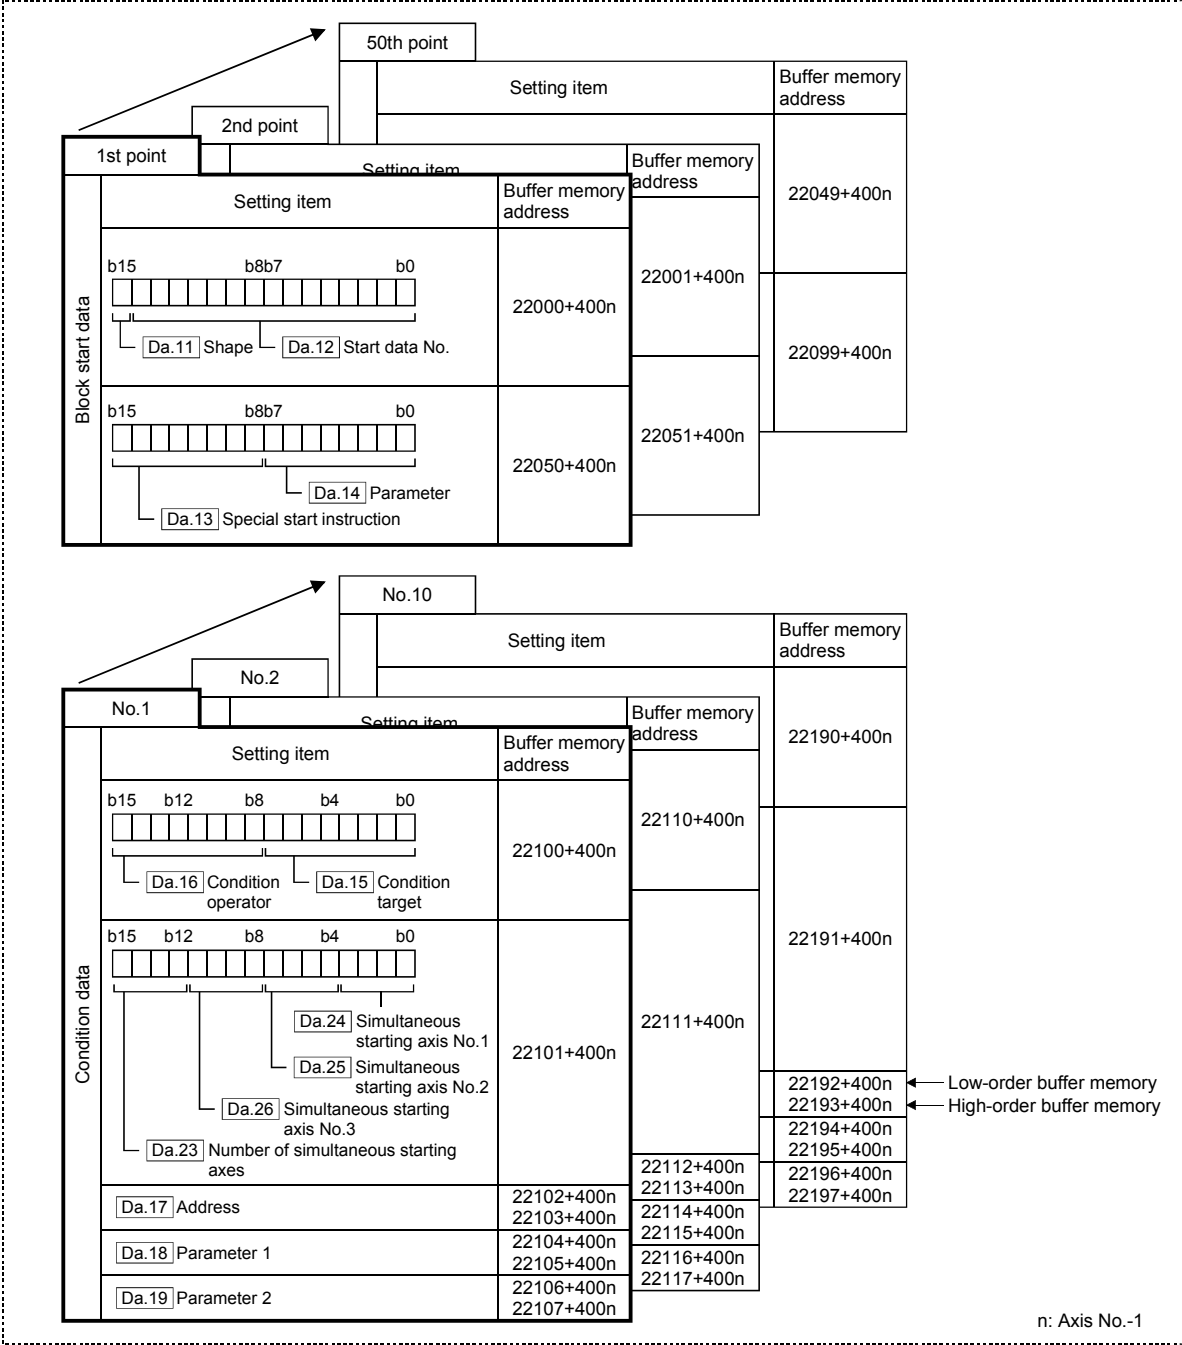 50th point
Setting item
Buffer memory address
22049+400n
22099+400n
2nd point
Setting item
Buffer memory address
22001+400n
22051+400n
1st point
Block start data
Setting item
Buffer memory address
b15 b8b7 b0
Da.11 Shape
Da.12 Start data No.
22000+400n
b15 b8b7 b0
Da.14 Parameter
Da.13 Special start instruction
22050+400n
No.10
Setting item
Buffer memory address
22190+400n
22191+400n
22192+400n
Low-order buffer memory
22193+400n
High-order buffer memory
22194+400n
22195+400n
22196+400n
22197+400n
No.2
Setting item
Buffer memory address
22110+400n
22111+400n
22112+400n
22113+400n
22114+400n
22115+400n
22116+400n
22117+400n
No.1
Condition data
Setting item
Buffer memory address
b15 b12 b8 b4 b0
Da.16 Condition operator
Da.15 Condition target
22100+400n
b15 b12 b8 b4 b0
Da.24 Simultaneous starting axis No.1
Da.25 Simultaneous starting axis No.2
Da.26 Simultaneous starting axis No.3
Da.23 Number of simultaneous starting axes
22101+400n
Da.17 Address
22102+400n
22103+400n
Da.18 Parameter 1
22104+400n
22105+400n
Da.19 Parameter 2
22106+400n
22107+400n
n: Axis No.-1